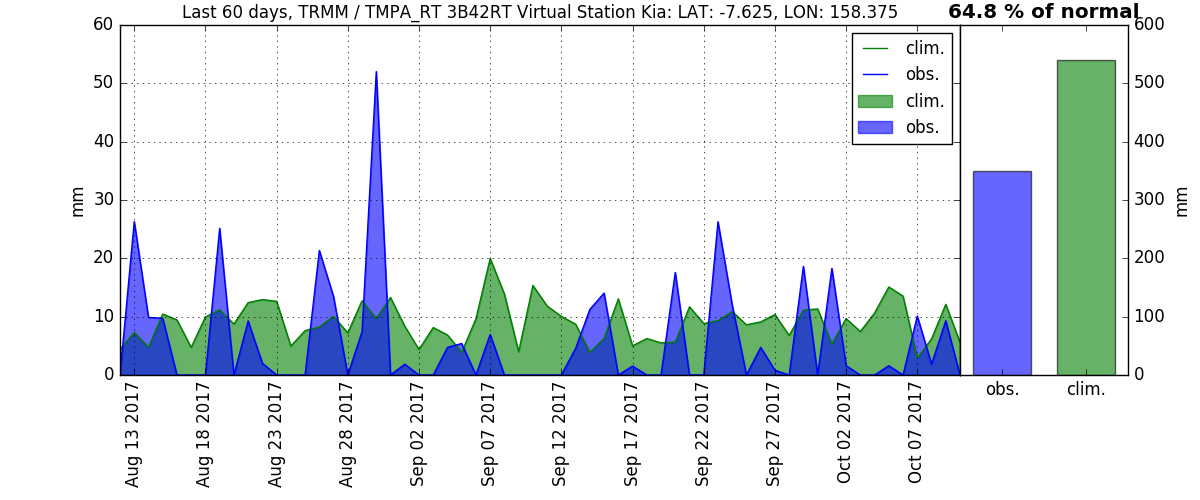 Last 60 days, TRMM / TMPA_RT 3B42RT Virtual Station Kia: LAT: -7.625, LON: 158.375
64.8 % of normal
60
50
40
30
20
10
0
mm
clim.
obs.
clim.
obs.
Aug 13 2017
Aug 18 2017
Aug 23 2017
Aug 28 2017
Sep 02 2017
Sep 07 2017
Sep 12 2017
Sep 17 2017
Sep 22 2017
Sep 27 2017
Oct 02 2017
Oct 07 2017
600
500
400
300
200
100
0
mm
obs.
clim.